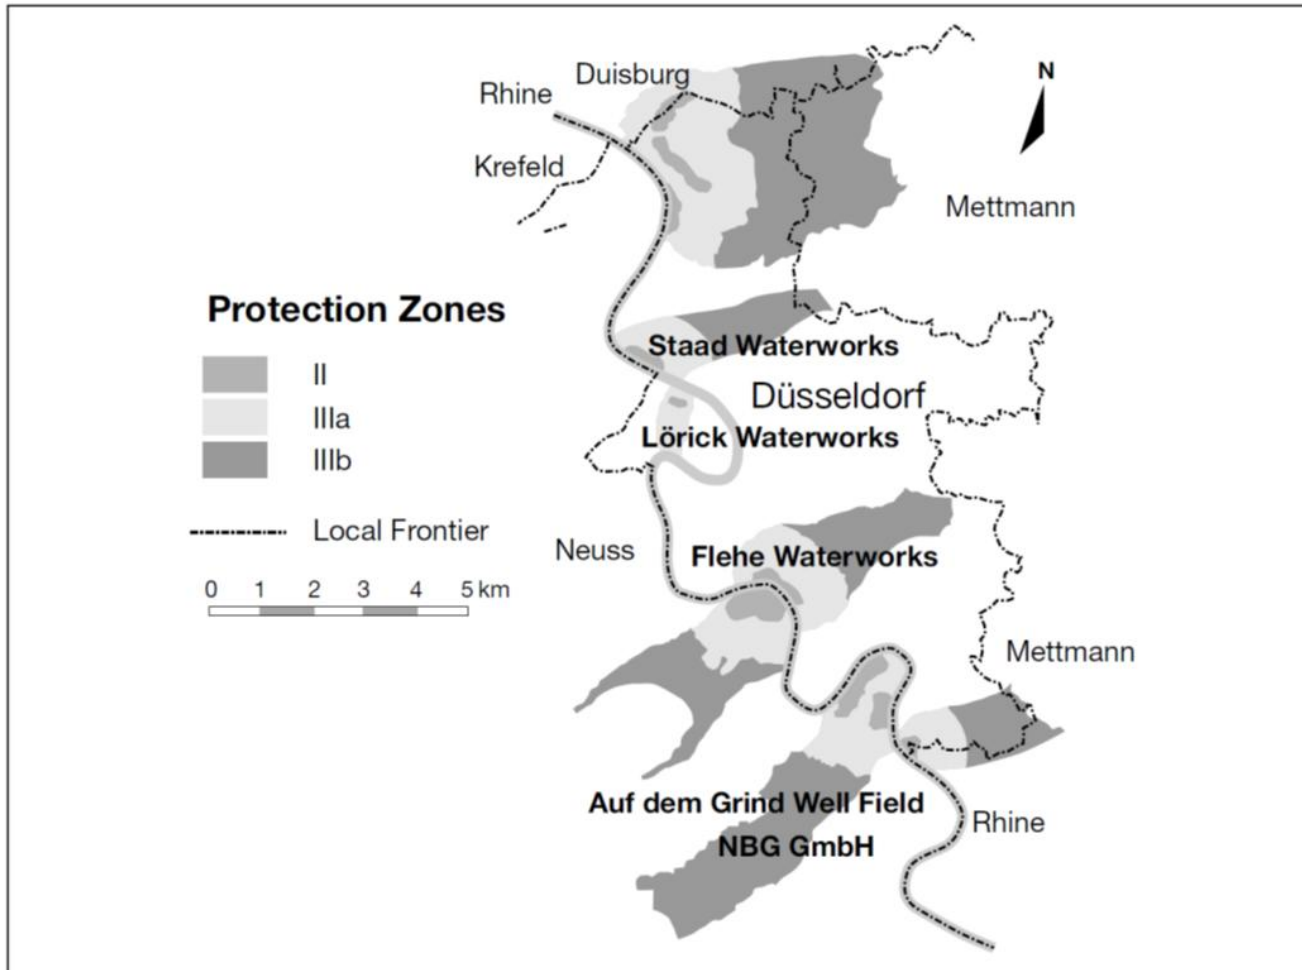 Duisburg
Rhine
N
Krefeld
Mettmann
Protection Zones
II
IIIa
IIIb
Local Frontier
0 1 2 3 4 5 km
Staad Waterworks
Düsseldorf
Lörick Waterworks
Neuss
Flehe Waterworks
Mettmann
Auf dem Grind Well Field
NBG GmbH
Rhine